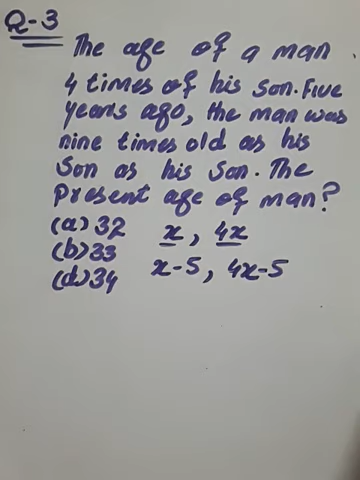 Q-3
The age of a man
4 times of his son. Five
years ago, the man was
nine times old as his
Son as his son. The
Present age of man?
(a) 32 x, 4x
(b) 33
x-5, 4x-5
(d) 34